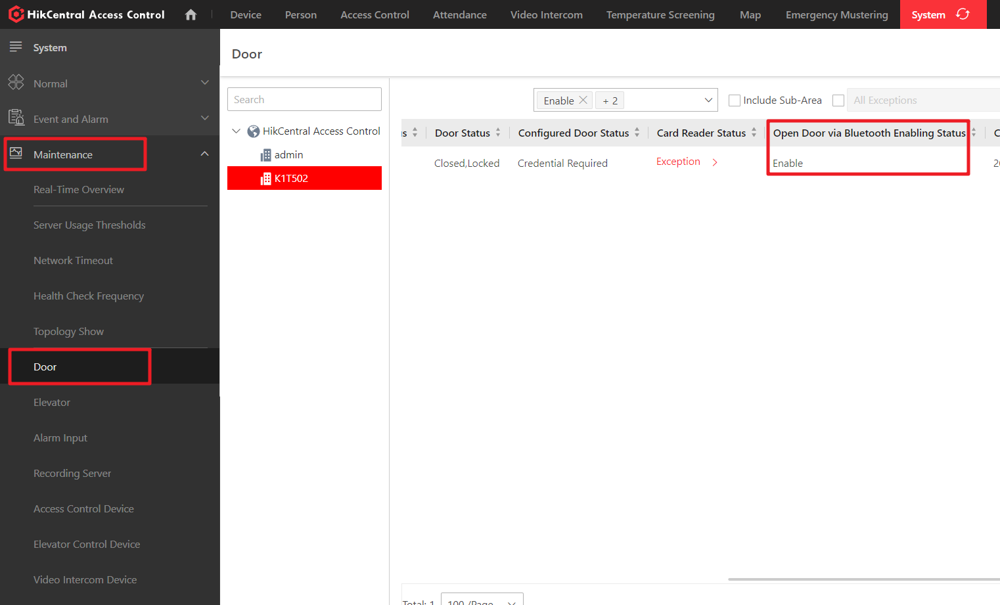 HikCentral Access Control
Device Person Access Control Attendance Video Intercom Temperature Screening Map Emergency Mustering System
System
Normal
Event and Alarm
Maintenance
Real-Time Overview
Server Usage Thresholds
Network Timeout
Health Check Frequency
Topology Show
Door
Elevator
Alarm Input
Recording Server
Access Control Device
Elevator Control Device
Video Intercom Device
Door
Search
HikCentral Access Control
admin
K1T502
Enable + 2 Include Sub-Area All Exceptions
Door Status Configured Door Status Card Reader Status Open Door via Bluetooth Enabling Status
Closed,Locked Credential Required Exception Enable
Total: 1 100 /Page